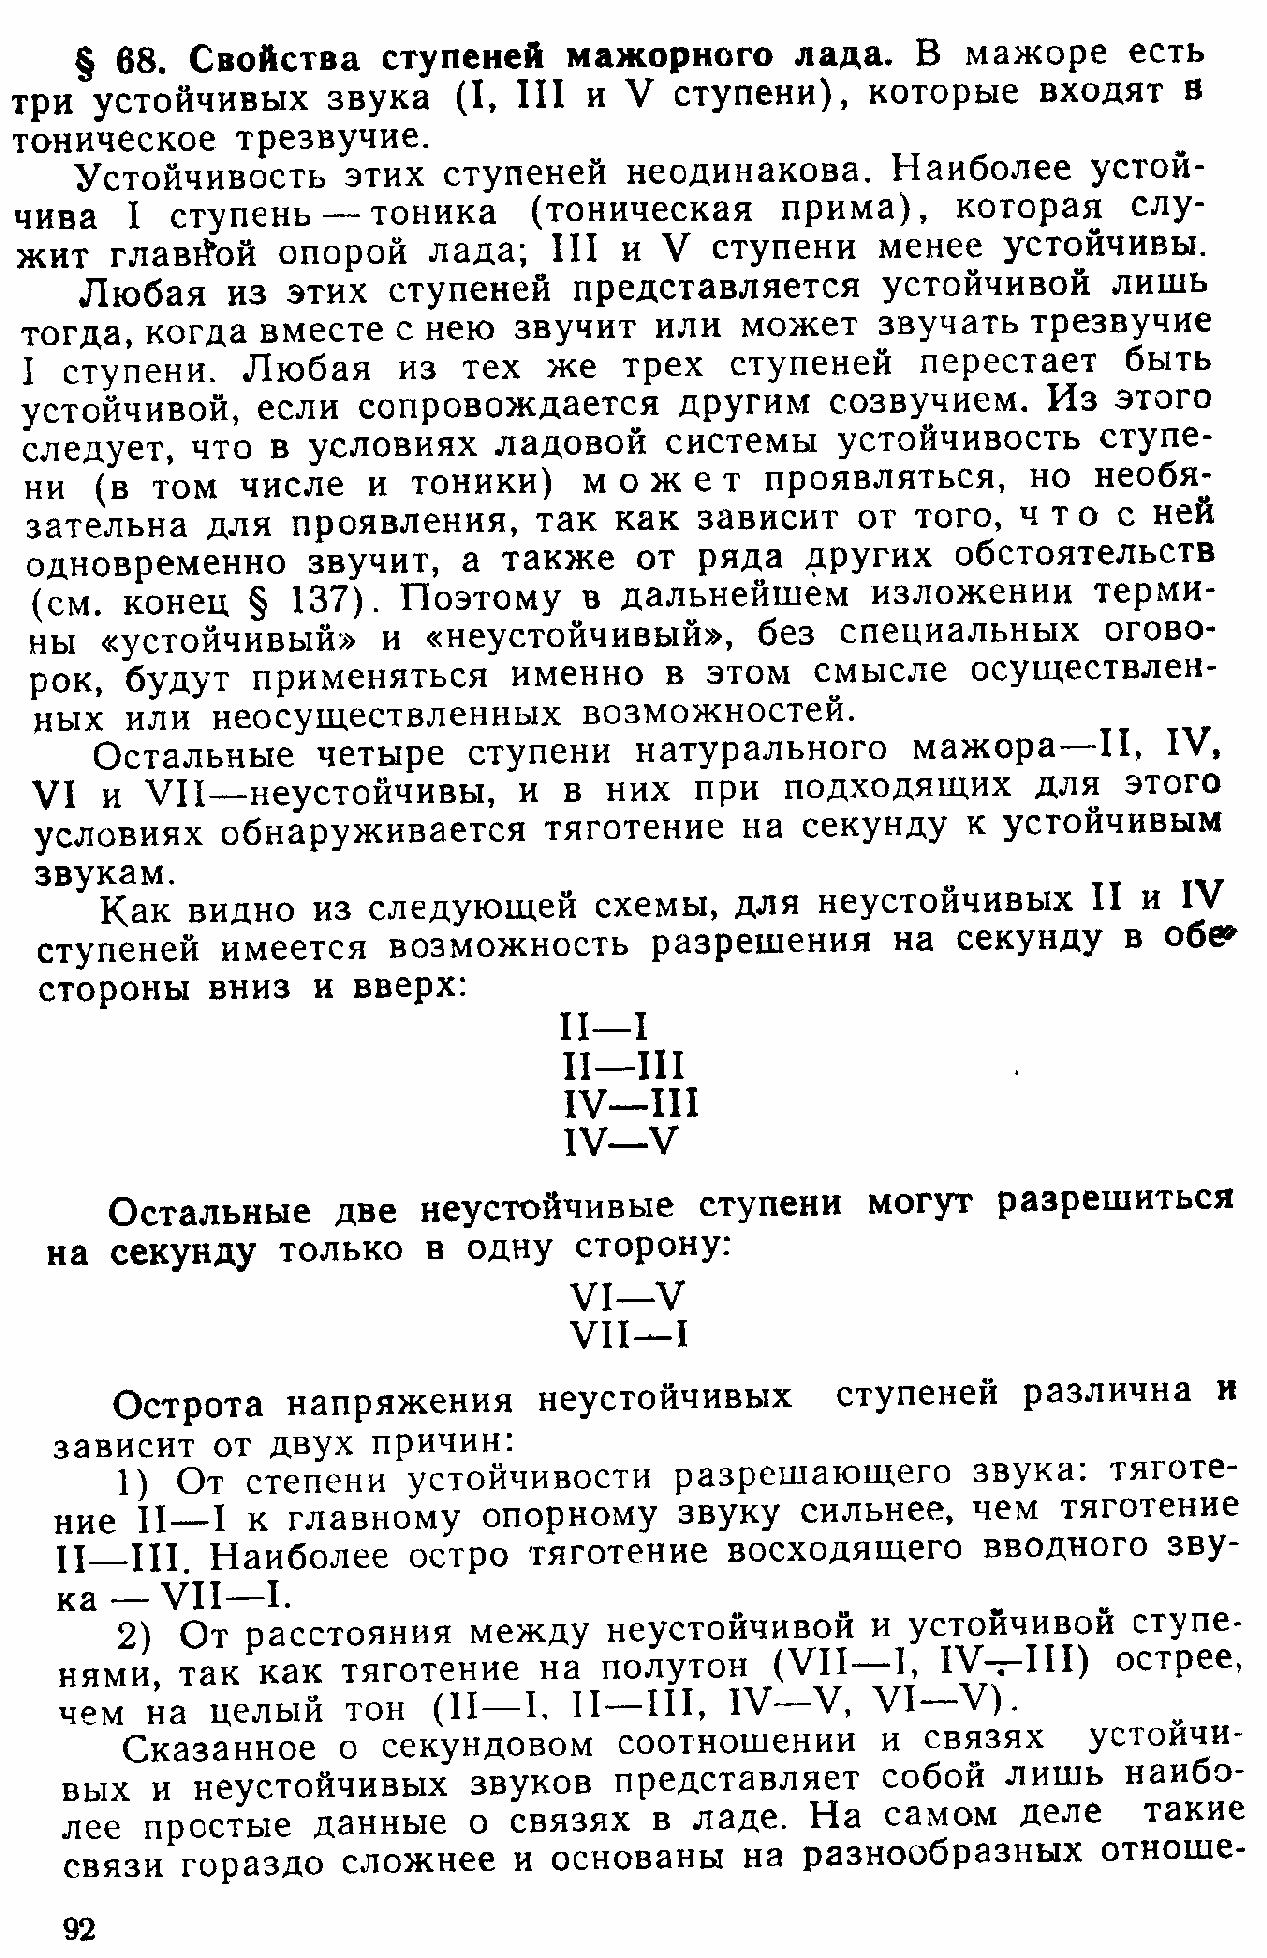 § 68. Свойства ступеней мажорного лада. В мажоре есть
три устойчивых звука (I, III и V ступени), которые входят в
тоническое трезвучие.
Устойчивость этих ступеней неодинакова. Наиболее устой-
чива I ступень — тоника (тоническая прима), которая слу-
жит главной опорой лада; III и V ступени менее устойчивы.
Любая из этих ступеней представляется устойчивой лишь
тогда, когда вместе с нею звучит или может звучать трезвучие
I ступени. Любая из тех же трех ступеней перестает быть
устойчивой, если сопровождается другим созвучием. Из этого
следует, что в условиях ладовой системы устойчивость ступе-
ни (в том числе и тоники) может проявляться, но необя-
зательна для проявления, так как зависит от того, что с ней
одновременно звучит, а также от ряда других обстоятельств
(см. конец § 137). Поэтому в дальнейшем изложении терми-
ны «устойчивый» и «неустойчивый», без специальных огово-
рок, будут применяться именно в этом смысле осуществлен-
ных или неосуществленных возможностей.
Остальные четыре ступени натурального мажора—II, IV,
VI и VII—неустойчивы, и в них при подходящих для этого
условиях обнаруживается тяготение на секунду к устойчивым
звукам.
Как видно из следующей схемы, для неустойчивых II и IV
ступеней имеется возможность разрешения на секунду в обе
стороны вниз и вверх:
II—I
II—III
IV—III
IV—V
Остальные две неустойчивые ступени могут разрешиться
на секунду только в одну сторону:
VI—V
VII—I
Острота напряжения неустойчивых ступеней различна и
зависит от двух причин:
1) От степени устойчивости разрешающего звука: тяготе-
ние II—I к главному опорному звуку сильнее, чем тяготение
II—III. Наиболее остро тяготение восходящего вводного зву-
ка — VII—I.
2) От расстояния между неустойчивой и устойчивой ступе-
нями, так как тяготение на полутон (VII—I, IV—III) острее,
чем на целый тон (II—I, II—III, IV—V, VI—V).
Сказанное о секундовом соотношении и связях устойчи-
вых и неустойчивых звуков представляет собой лишь наибо-
лее простые данные о связях в ладе. На самом деле такие
связи гораздо сложнее и основаны на разнообразных отноше-
92